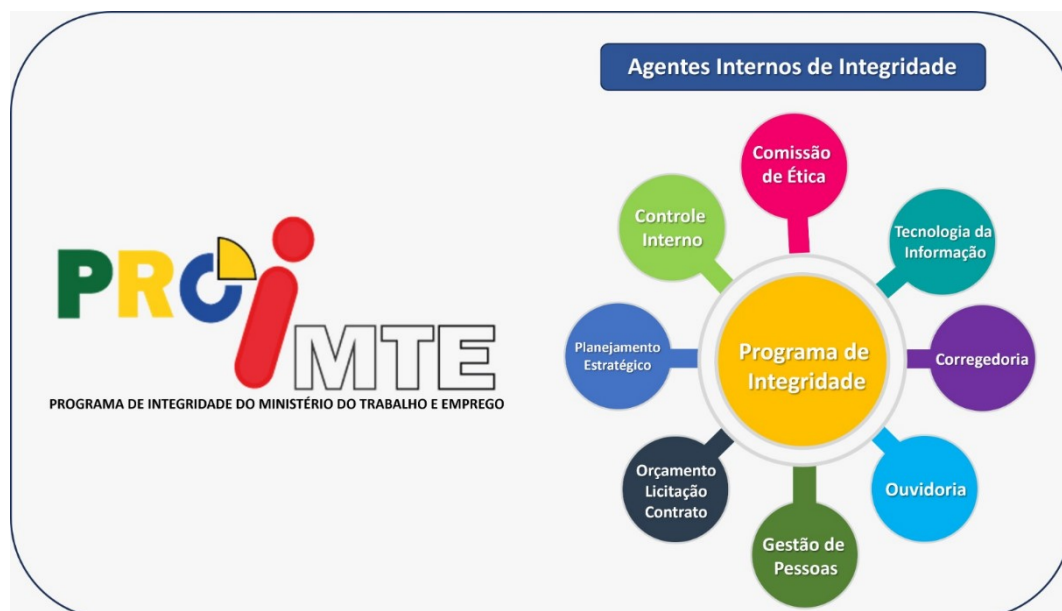 Agentes Internos de Integridade
PROi
MTE
PROGRAMA DE INTEGRIDADE DO MINISTÉRIO DO TRABALHO E EMPREGO
Comissão
de Ética
Tecnologia da
Informação
Corregedoria
Ouvidoria
Gestão de
Pessoas
Orçamento
Licitação
Contrato
Planejamento
Estratégico
Controle
Interno
Programa de
Integridade